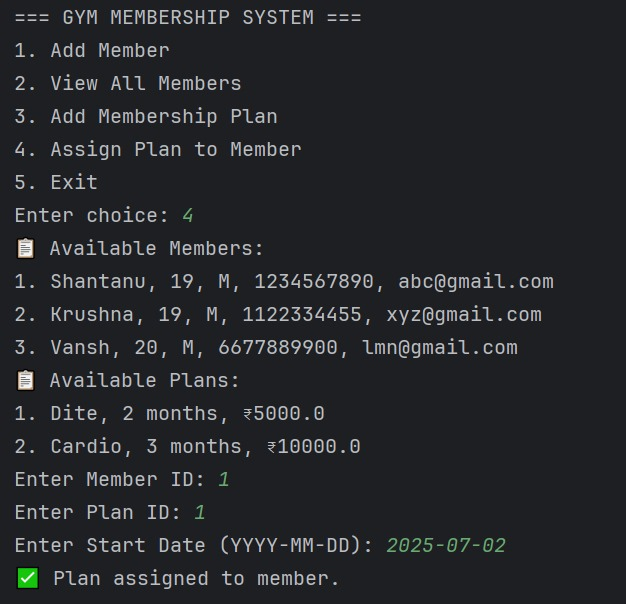 === GYM MEMBERSHIP SYSTEM ===
1. Add Member
2. View All Members
3. Add Membership Plan
4. Assign Plan to Member
5. Exit
Enter choice: 4
📋 Available Members:
1. Shantanu, 19, M, 1234567890, abc@gmail.com
2. Krushna, 19, M, 1122334455, xyz@gmail.com
3. Vansh, 20, M, 6677889900, lmn@gmail.com
📋 Available Plans:
1. Dite, 2 months, ₹5000.0
2. Cardio, 3 months, ₹10000.0
Enter Member ID: 1
Enter Plan ID: 1
Enter Start Date (YYYY-MM-DD): 2025-07-02
✅ Plan assigned to member.